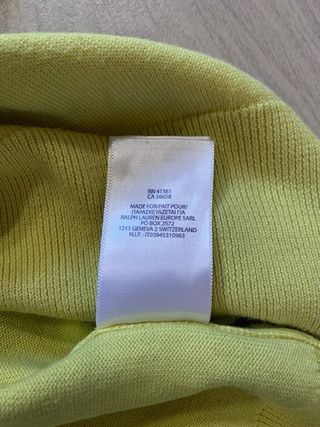 RN 41381
CA 56658
MADE FOR/FAIT POUR/
ΠΑΡΑΣΚΕΥΑΖΕΤΑΙ ΓΙΑ
RALPH LAUREN EUROPE SARL
PO BOX 2572
1211 GENEVA 2 SWITZERLAND
N.I.F.: IT03945310963